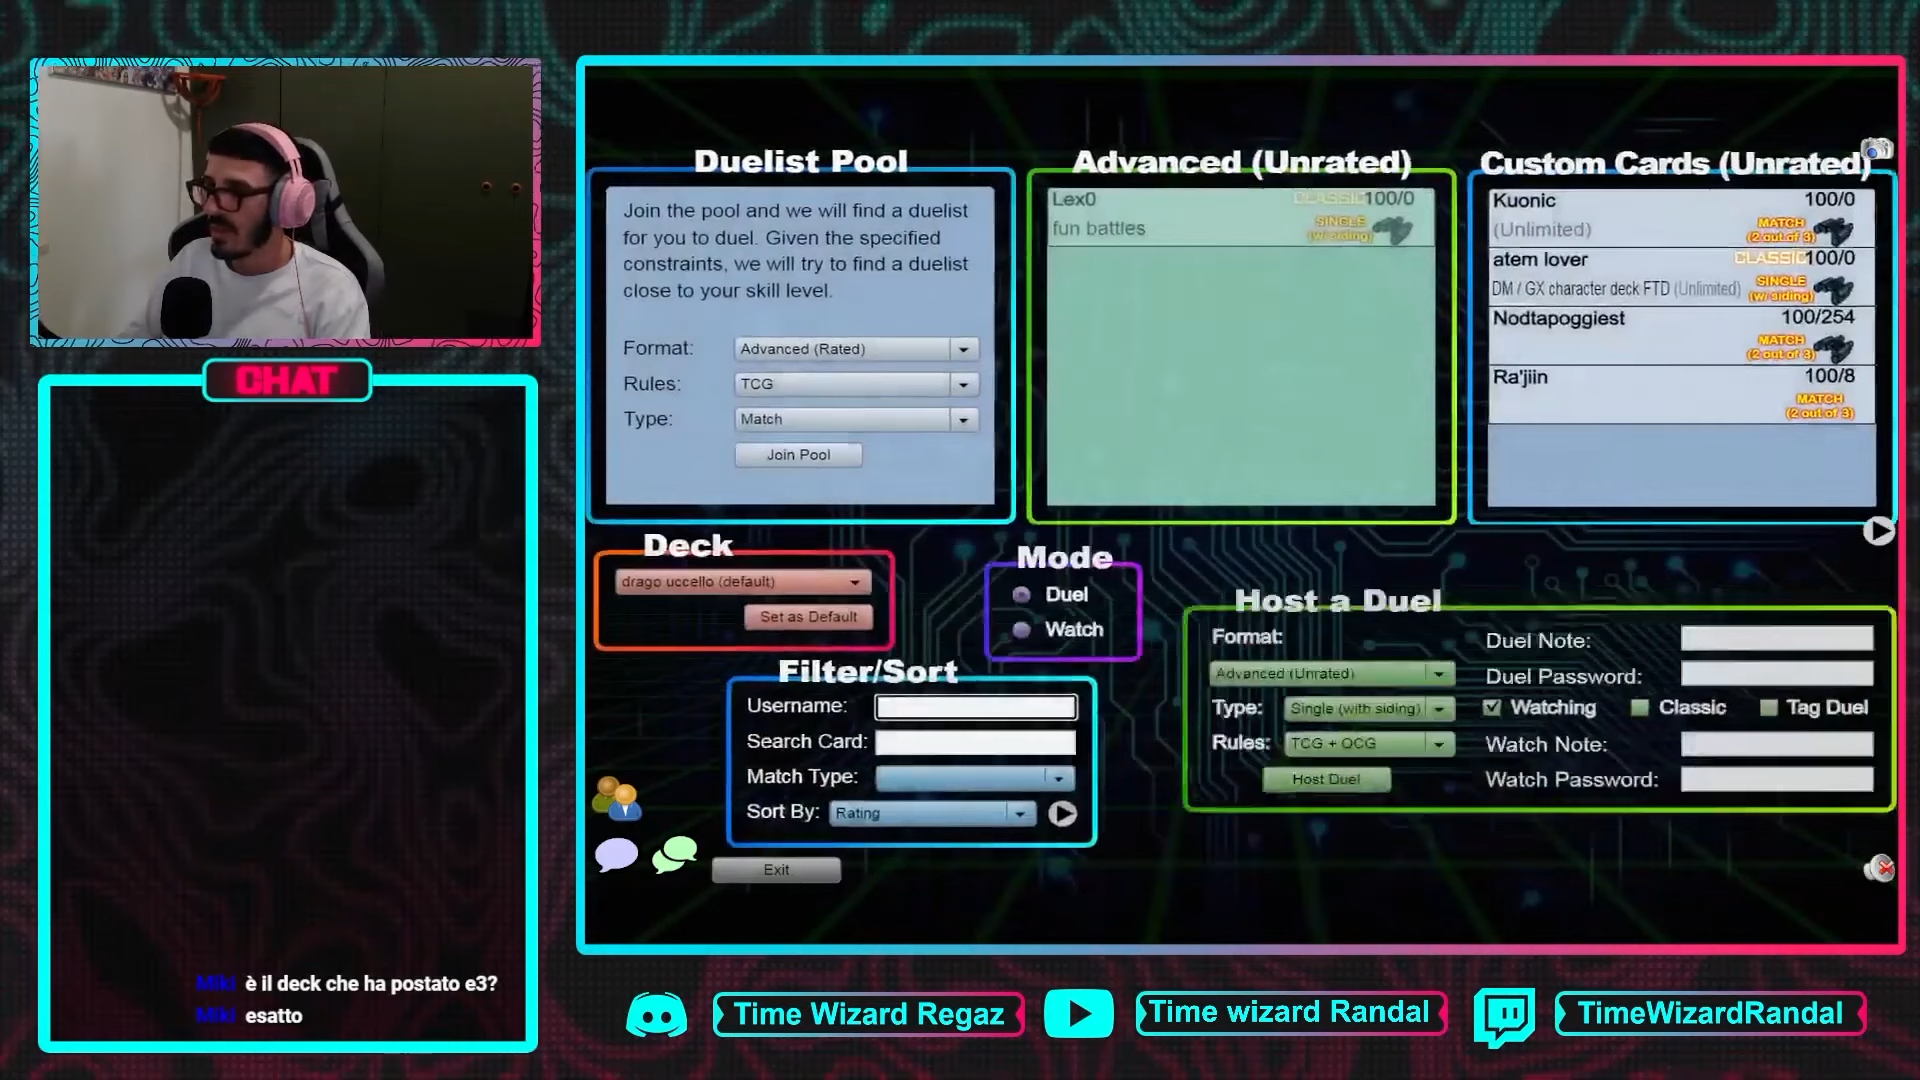 Duelist Pool
Join the pool and we will find a duelist
for you to duel. Given the specified
constraints, we will try to find a duelist
close to your skill level.
Format: Advanced (Rated)
Rules: TCG
Type: Match
Join Pool
Advanced (Unrated)
Lex0 CLASSIC 100/0
fun battles SINGLE
(w/ siding)
Custom Cards (Unrated)
Kuonic 100/0
(Unlimited) MATCH
(2 out of 3)
atem lover CLASSIC 100/0
DM / GX character deck FTD (Unlimited) SINGLE
(w/ siding)
Nodtapoggiest 100/254
MATCH
(2 out of 3)
Ra'jiin 100/8
MATCH
(2 out of 3)
CHAT
Miki è il deck che ha postato e3?
Miki esatto
Deck
drago uccello (default)
Set as Default
Mode
Duel
Watch
Filter/Sort
Username:
Search Card:
Match Type:
Sort By: Rating
Exit
Host a Duel
Format:
Advanced (Unrated)
Type: Single (with siding)
Rules: TCG + OCG
Host Duel
Duel Note:
Duel Password:
Watching Classic Tag Duel
Watch Note:
Watch Password:
Time Wizard Regaz
Time wizard Randal
TimeWizardRandal